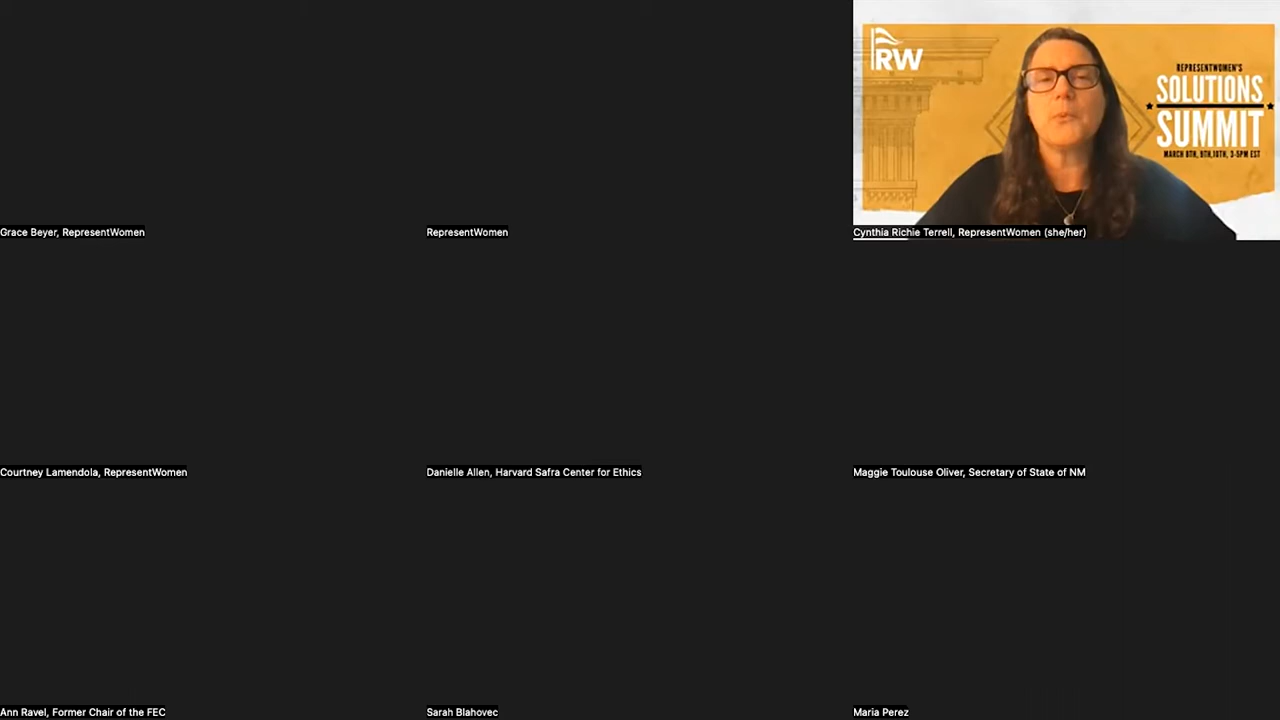 RW
REPRESENTWOMEN'S
SOLUTIONS
SUMMIT
MARCH 8TH, 9TH, 10TH, 3-5PM EST
Grace Beyer, RepresentWomen
RepresentWomen
Cynthia Richie Terrell, RepresentWomen (she/her)
Courtney Lamendola, RepresentWomen
Danielle Allen, Harvard Safra Center for Ethics
Maggie Toulouse Oliver, Secretary of State of NM
Ann Ravel, Former Chair of the FEC
Sarah Blahovec
Maria Perez